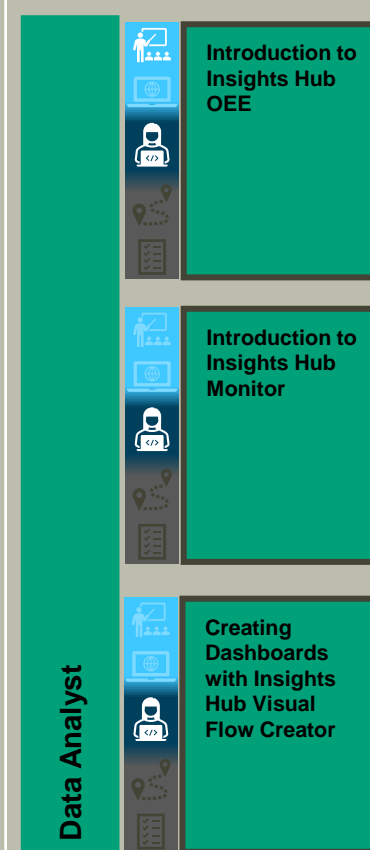 Introduction to
Insights Hub
OEE
Introduction to
Insights Hub
Monitor
Creating
Dashboards
with Insights
Hub Visual
Flow Creator
Data Analyst